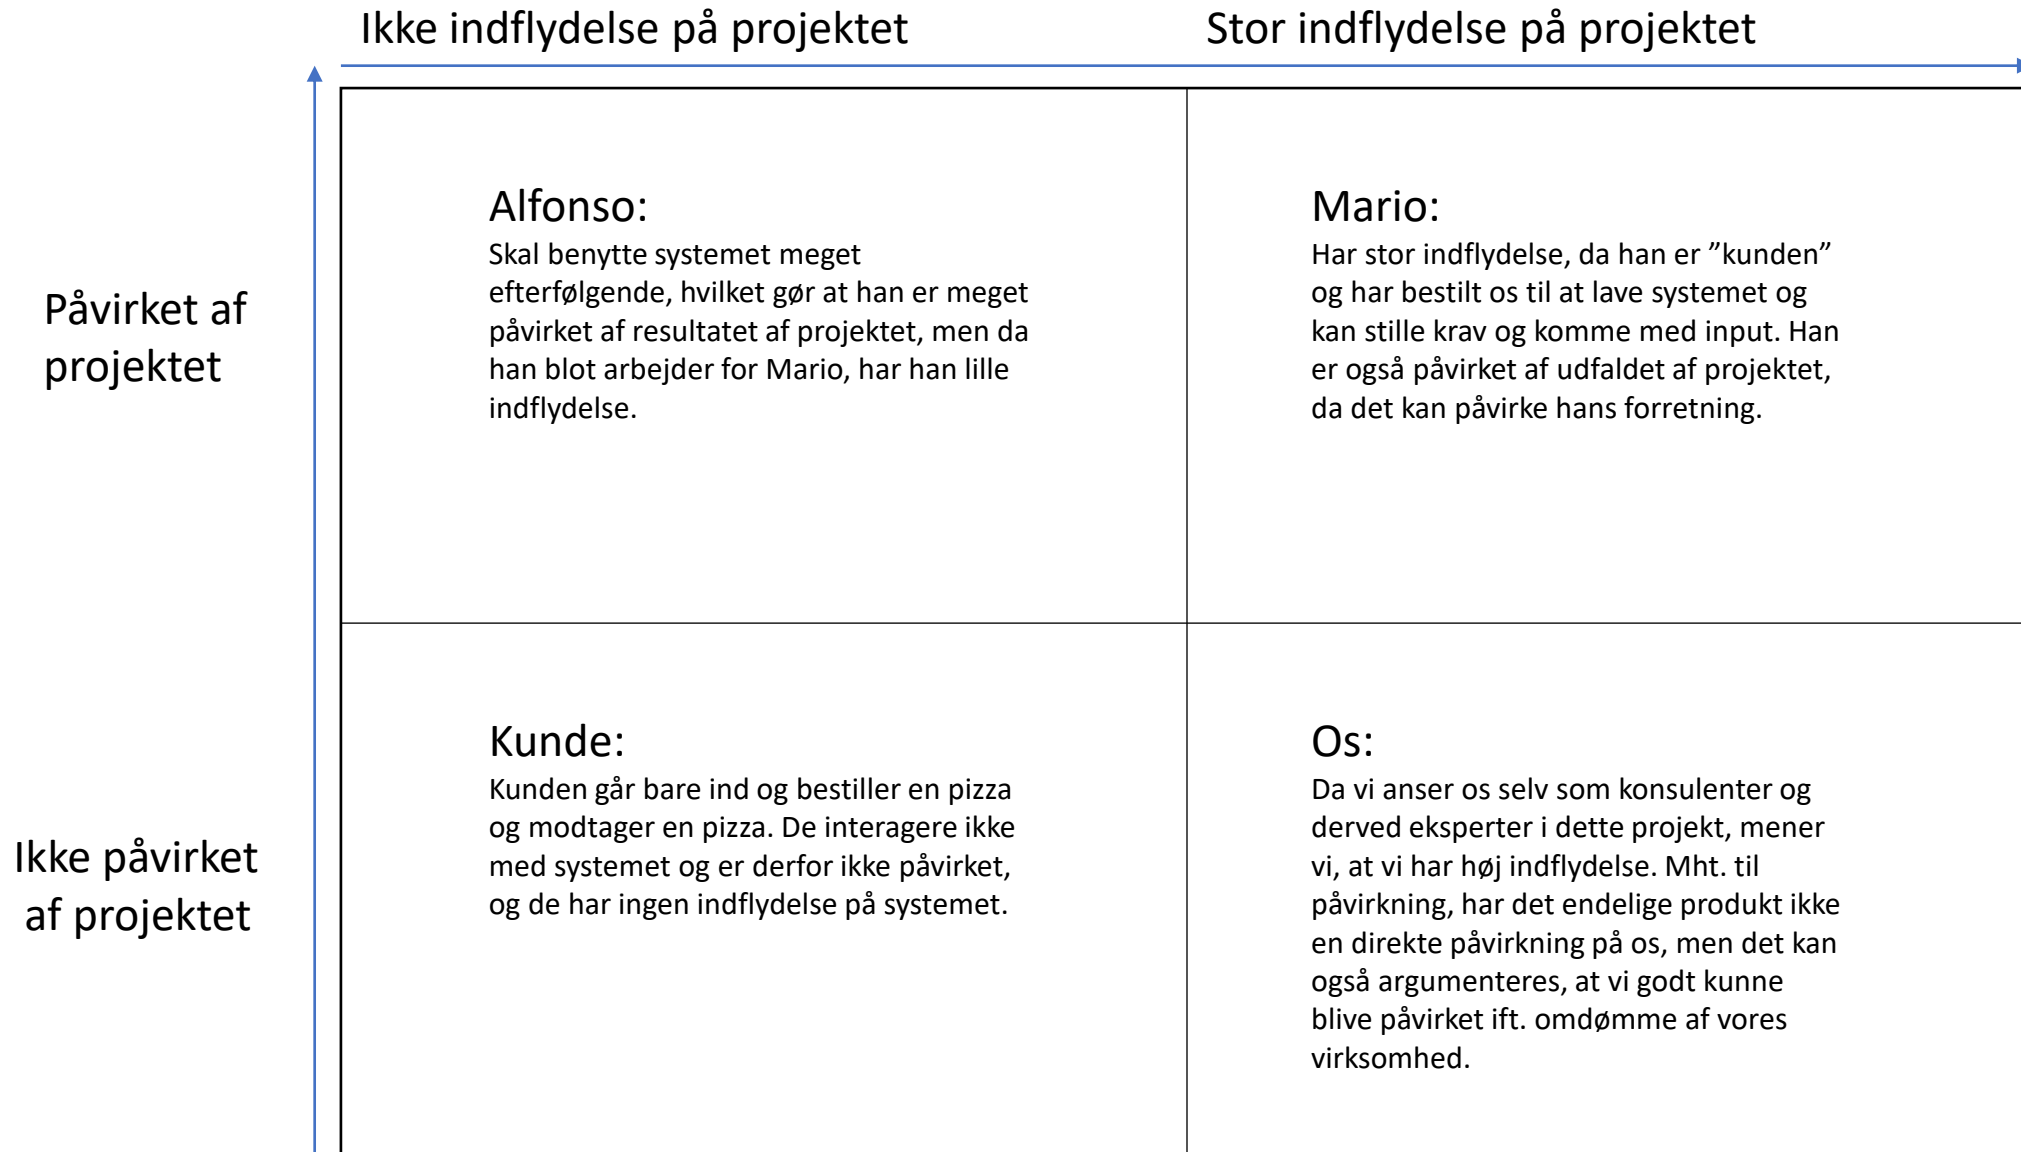 Ikke indflydelse på projektet
Stor indflydelse på projektet
Påvirket af
projektet
Alfonso:
Skal benytte systemet meget
efterfølgende, hvilket gør at han er meget
påvirket af resultatet af projektet, men da
han blot arbejder for Mario, har han lille
indflydelse.
Mario:
Har stor indflydelse, da han er ”kunden”
og har bestilt os til at lave systemet og
kan stille krav og komme med input. Han
er også påvirket af udfaldet af projektet,
da det kan påvirke hans forretning.
Ikke påvirket
af projektet
Kunde:
Kunden går bare ind og bestiller en pizza
og modtager en pizza. De interagere ikke
med systemet og er derfor ikke påvirket,
og de har ingen indflydelse på systemet.
Os:
Da vi anser os selv som konsulenter og
derved eksperter i dette projekt, mener
vi, at vi har høj indflydelse. Mht. til
påvirkning, har det endelige produkt ikke
en direkte påvirkning på os, men det kan
også argumenteres, at vi godt kunne
blive påvirket ift. omdømme af vores
virksomhed.